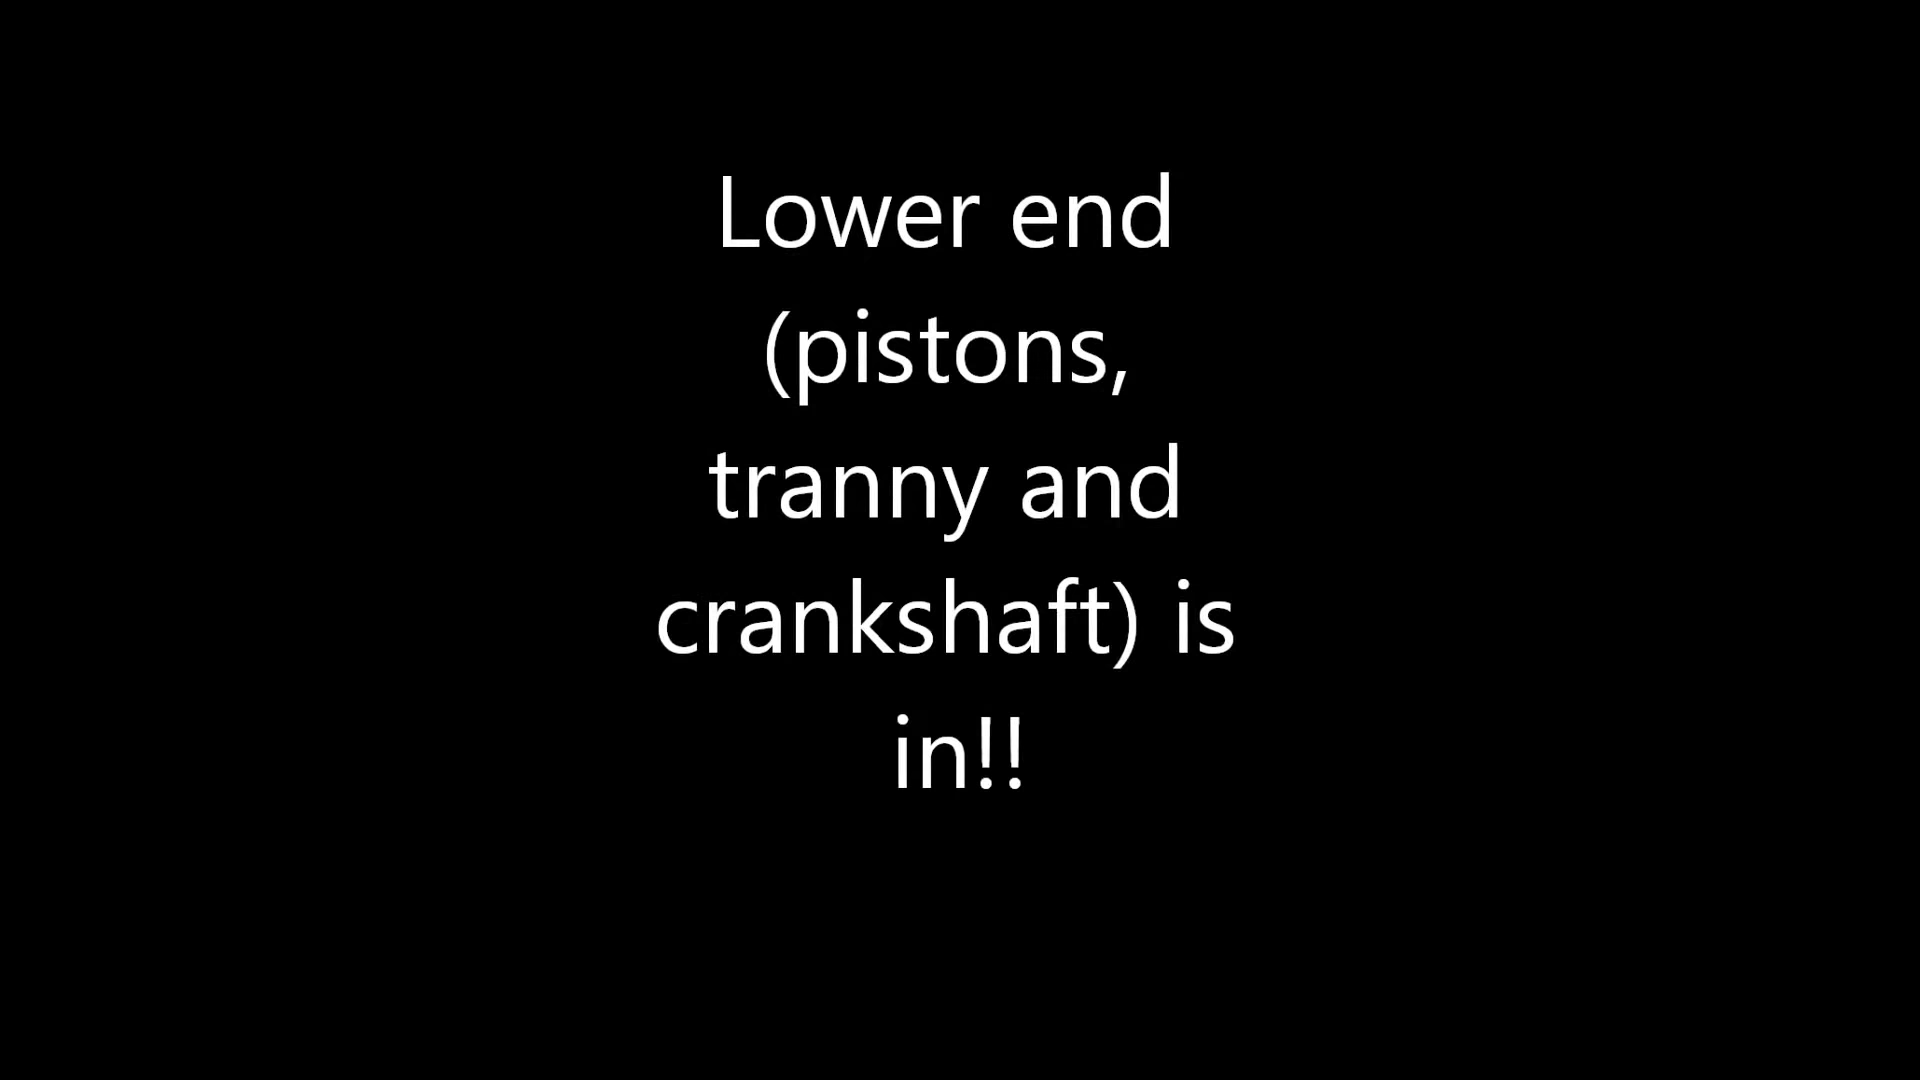 Lower end
(pistons,
tranny and
crankshaft) is
in!!